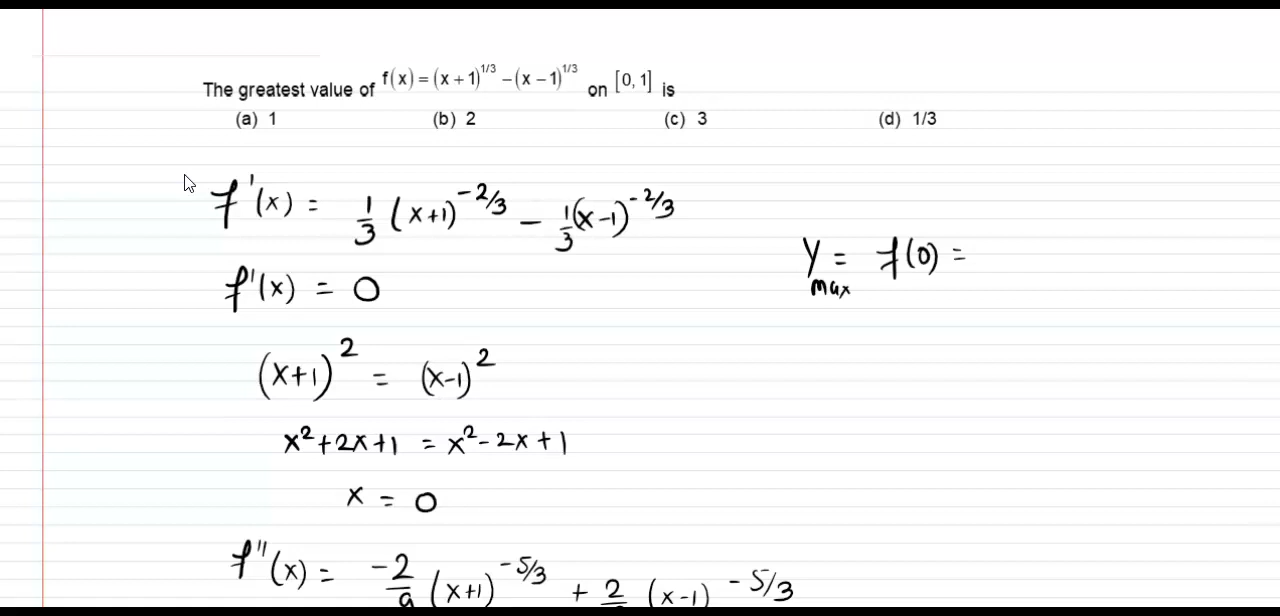 The greatest value of f(x) = (x + 1)^{1/3} − (x − 1)^{1/3} on [0, 1] is
(a) 1 (b) 2 (c) 3 (d) 1/3
f'(x) = 1/3 (x+1)^{-2/3} − 1/3 (x-1)^{-2/3}
y_{max} = f(0) =
f'(x) = 0
(x+1)^2 = (x-1)^2
x^2 + 2x + 1 = x^2 - 2x + 1
x = 0
f''(x) = -2/9 (x+1)^{-5/3} + 2 (x-1)^{-5/3}